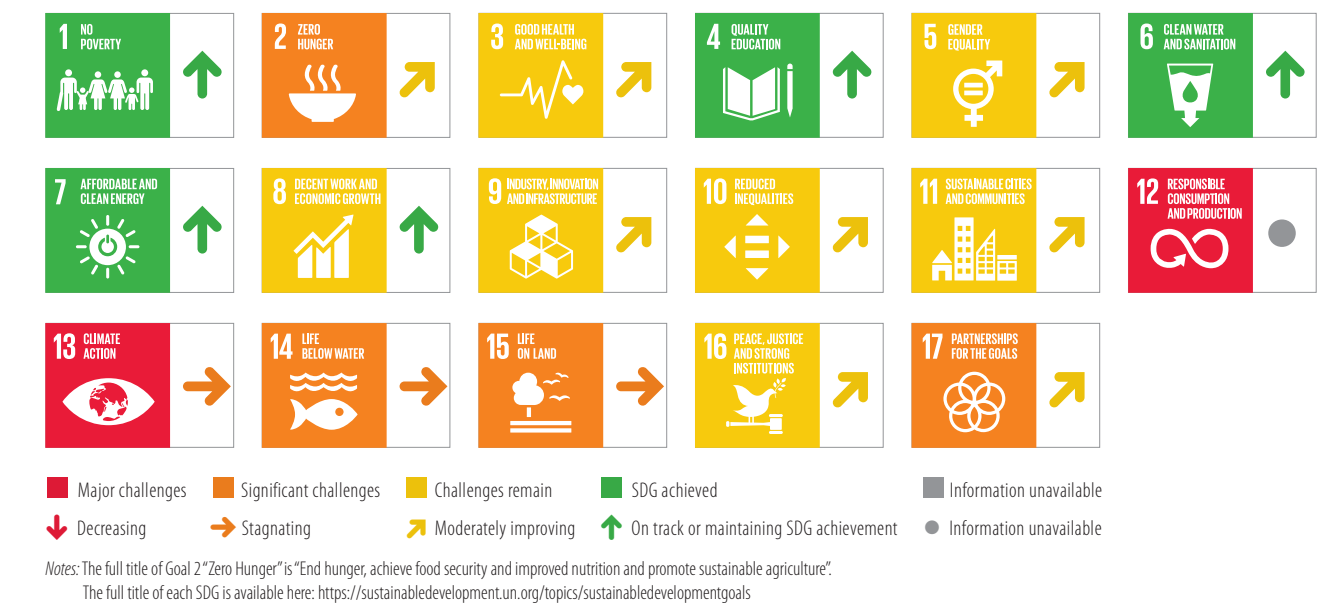 1 NO
POVERTY
2 ZERO
HUNGER
3 GOOD HEALTH
AND WELL-BEING
4 QUALITY
EDUCATION
5 GENDER
EQUALITY
6 CLEAN WATER
AND SANITATION
7 AFFORDABLE AND
CLEAN ENERGY
8 DECENT WORK AND
ECONOMIC GROWTH
9 INDUSTRY, INNOVATION
AND INFRASTRUCTURE
10 REDUCED
INEQUALITIES
11 SUSTAINABLE CITIES
AND COMMUNITIES
12 RESPONSIBLE
CONSUMPTION
AND PRODUCTION
13 CLIMATE
ACTION
14 LIFE
BELOW WATER
15 LIFE
ON LAND
16 PEACE, JUSTICE
AND STRONG
INSTITUTIONS
17 PARTNERSHIPS
FOR THE GOALS
Major challenges
Significant challenges
Challenges remain
SDG achieved
Information unavailable
Decreasing
Stagnating
Moderately improving
On track or maintaining SDG achievement
Information unavailable
Notes: The full title of Goal 2 “Zero Hunger” is “End hunger, achieve food security and improved nutrition and promote sustainable agriculture”.
The full title of each SDG is available here: https://sustainabledevelopment.un.org/topics/sustainabledevelopmentgoals